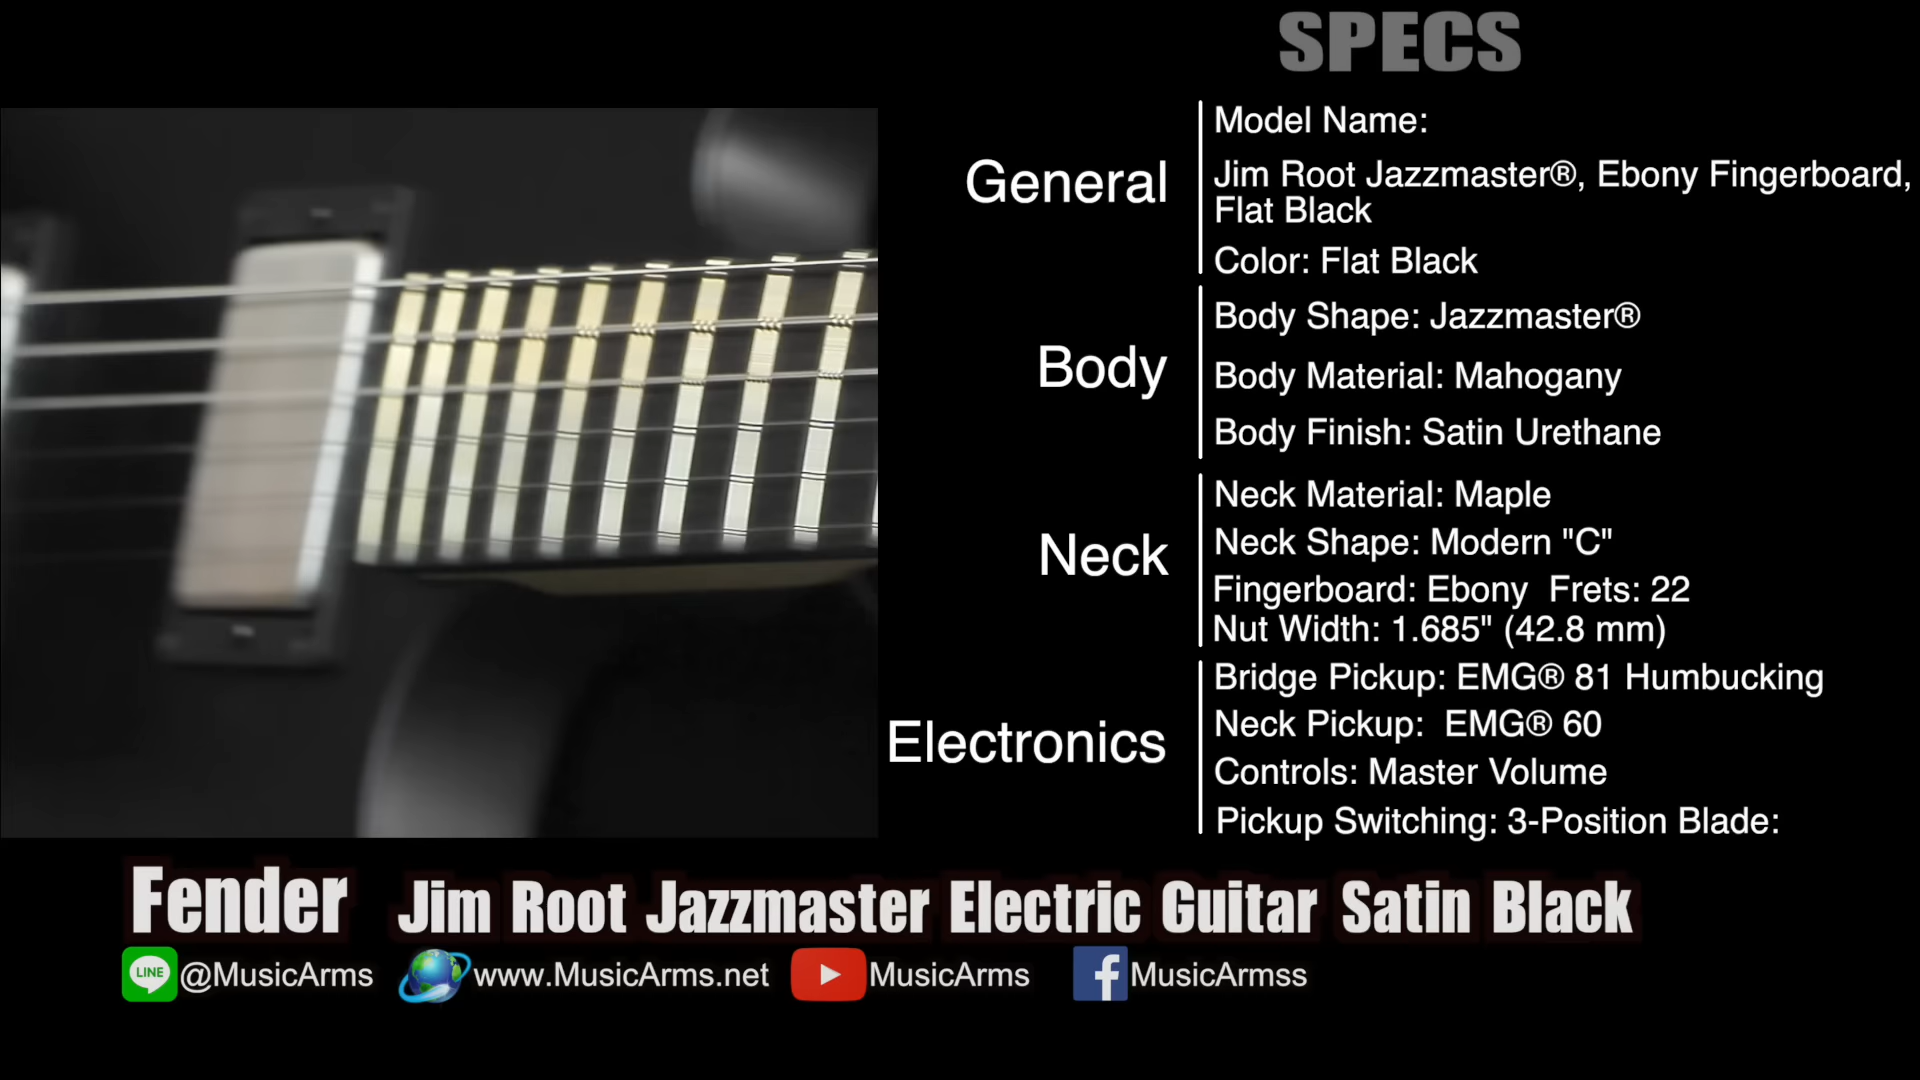 SPECS
General
Model Name:
Jim Root Jazzmaster®, Ebony Fingerboard,
Flat Black
Color: Flat Black
Body
Body Shape: Jazzmaster®
Body Material: Mahogany
Body Finish: Satin Urethane
Neck
Neck Material: Maple
Neck Shape: Modern "C"
Fingerboard: Ebony  Frets: 22
Nut Width: 1.685" (42.8 mm)
Electronics
Bridge Pickup: EMG® 81 Humbucking
Neck Pickup:  EMG® 60
Controls: Master Volume
Pickup Switching: 3-Position Blade:
Fender Jim Root Jazzmaster Electric Guitar Satin Black
LINE @MusicArms www.MusicArms.net MusicArms f MusicArmss